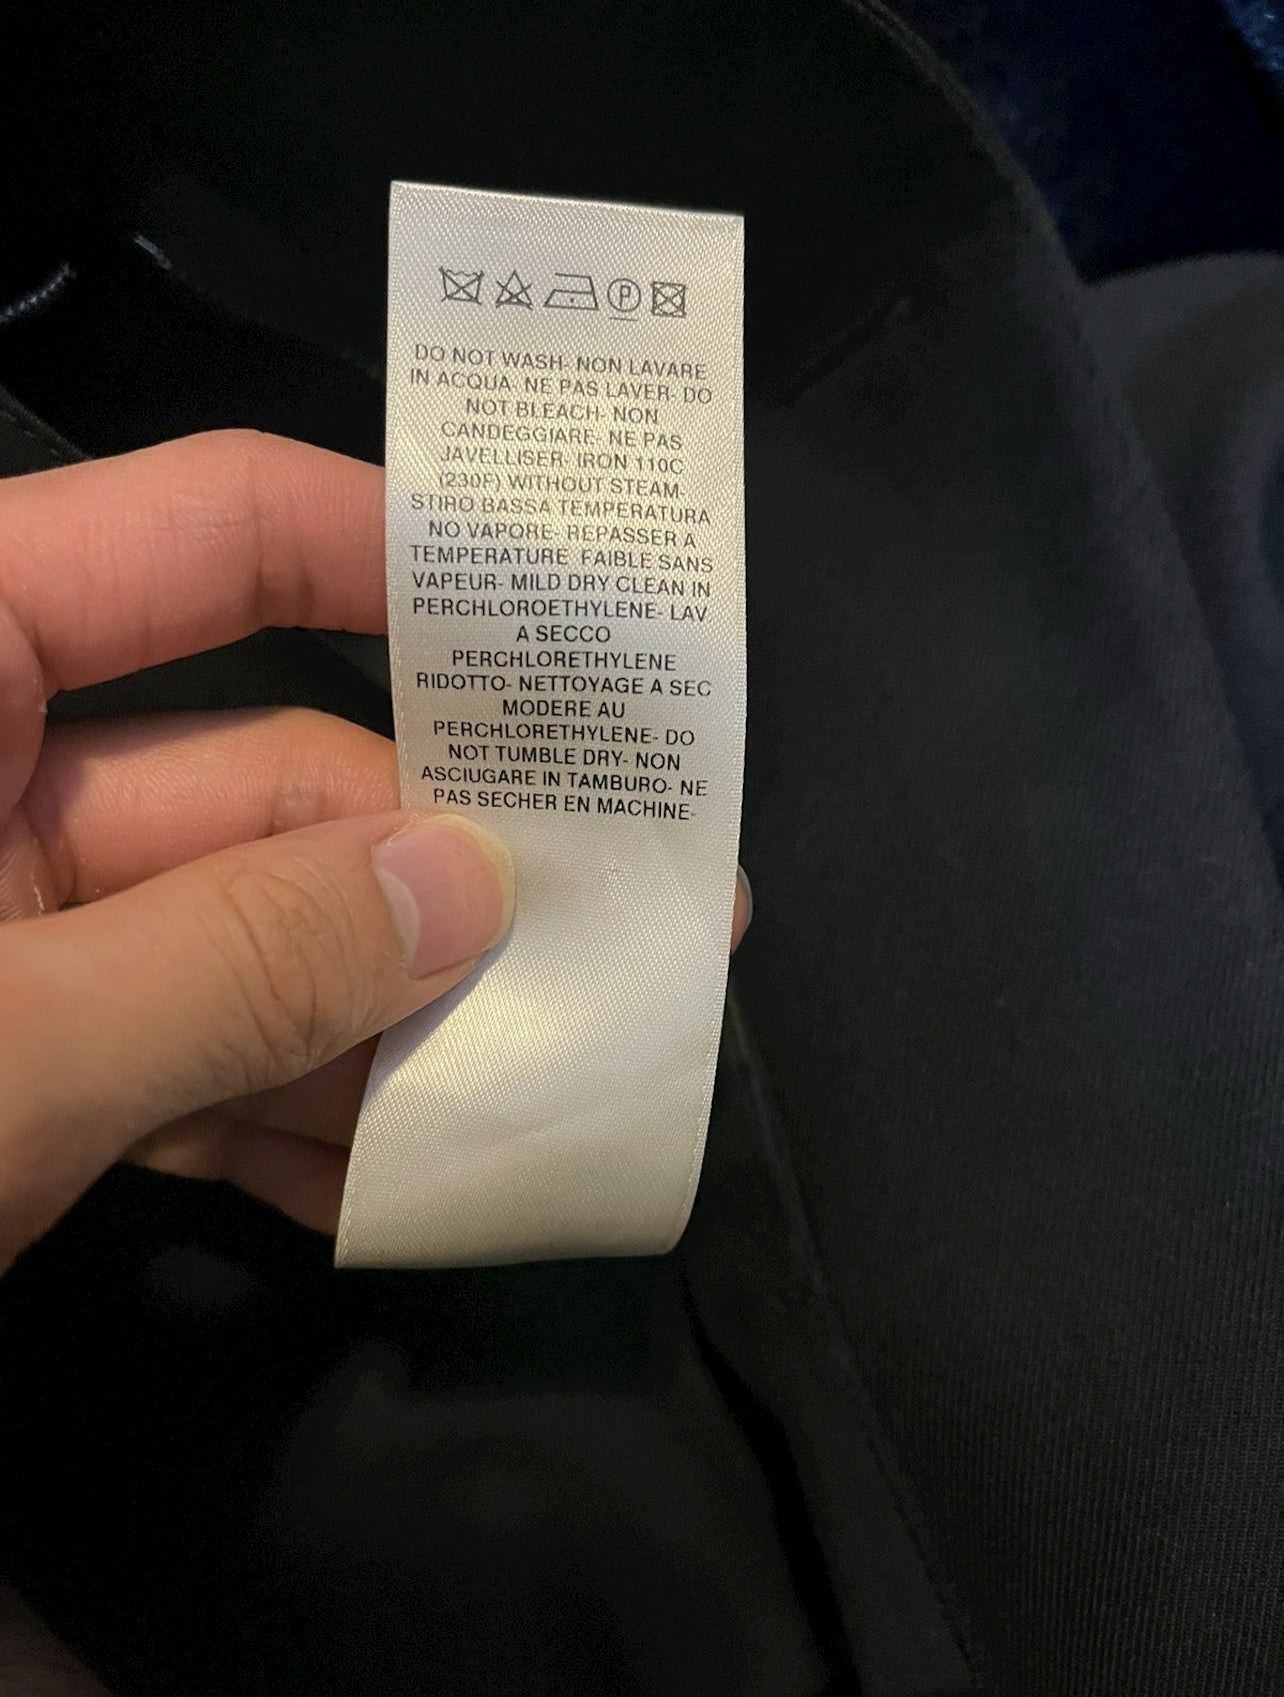 P
DO NOT WASH- NON LAVARE
IN ACQUA- NE PAS LAVER- DO
NOT BLEACH- NON
CANDEGGIARE- NE PAS
JAVELLISER- IRON 110C
(230F) WITHOUT STEAM-
STIRO BASSA TEMPERATURA
NO VAPORE- REPASSER A
TEMPERATURE FAIBLE SANS
VAPEUR- MILD DRY CLEAN IN
PERCHLOROETHYLENE- LAV
A SECCO
PERCHLORETHYLENE
RIDOTTO- NETTOYAGE A SEC
MODERE AU
PERCHLORETHYLENE- DO
NOT TUMBLE DRY- NON
ASCIUGARE IN TAMBURO- NE
PAS SECHER EN MACHINE-